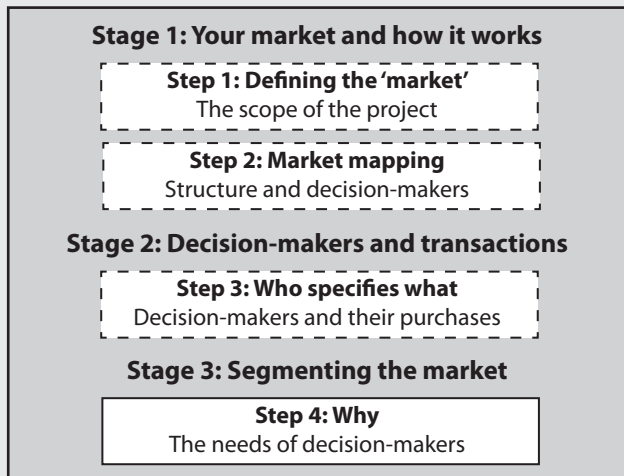 Stage 1: Your market and how it works
Step 1: Defining the ‘market’
The scope of the project
Step 2: Market mapping
Structure and decision-makers
Stage 2: Decision-makers and transactions
Step 3: Who specifies what
Decision-makers and their purchases
Stage 3: Segmenting the market
Step 4: Why
The needs of decision-makers